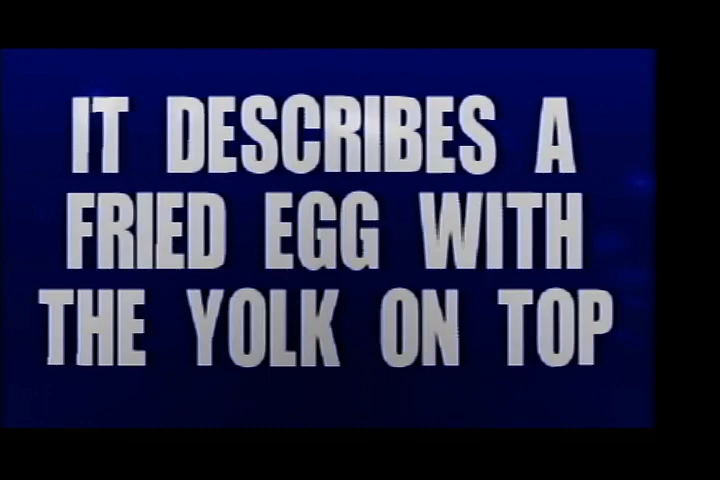 IT DESCRIBES A
FRIED EGG WITH
THE YOLK ON TOP